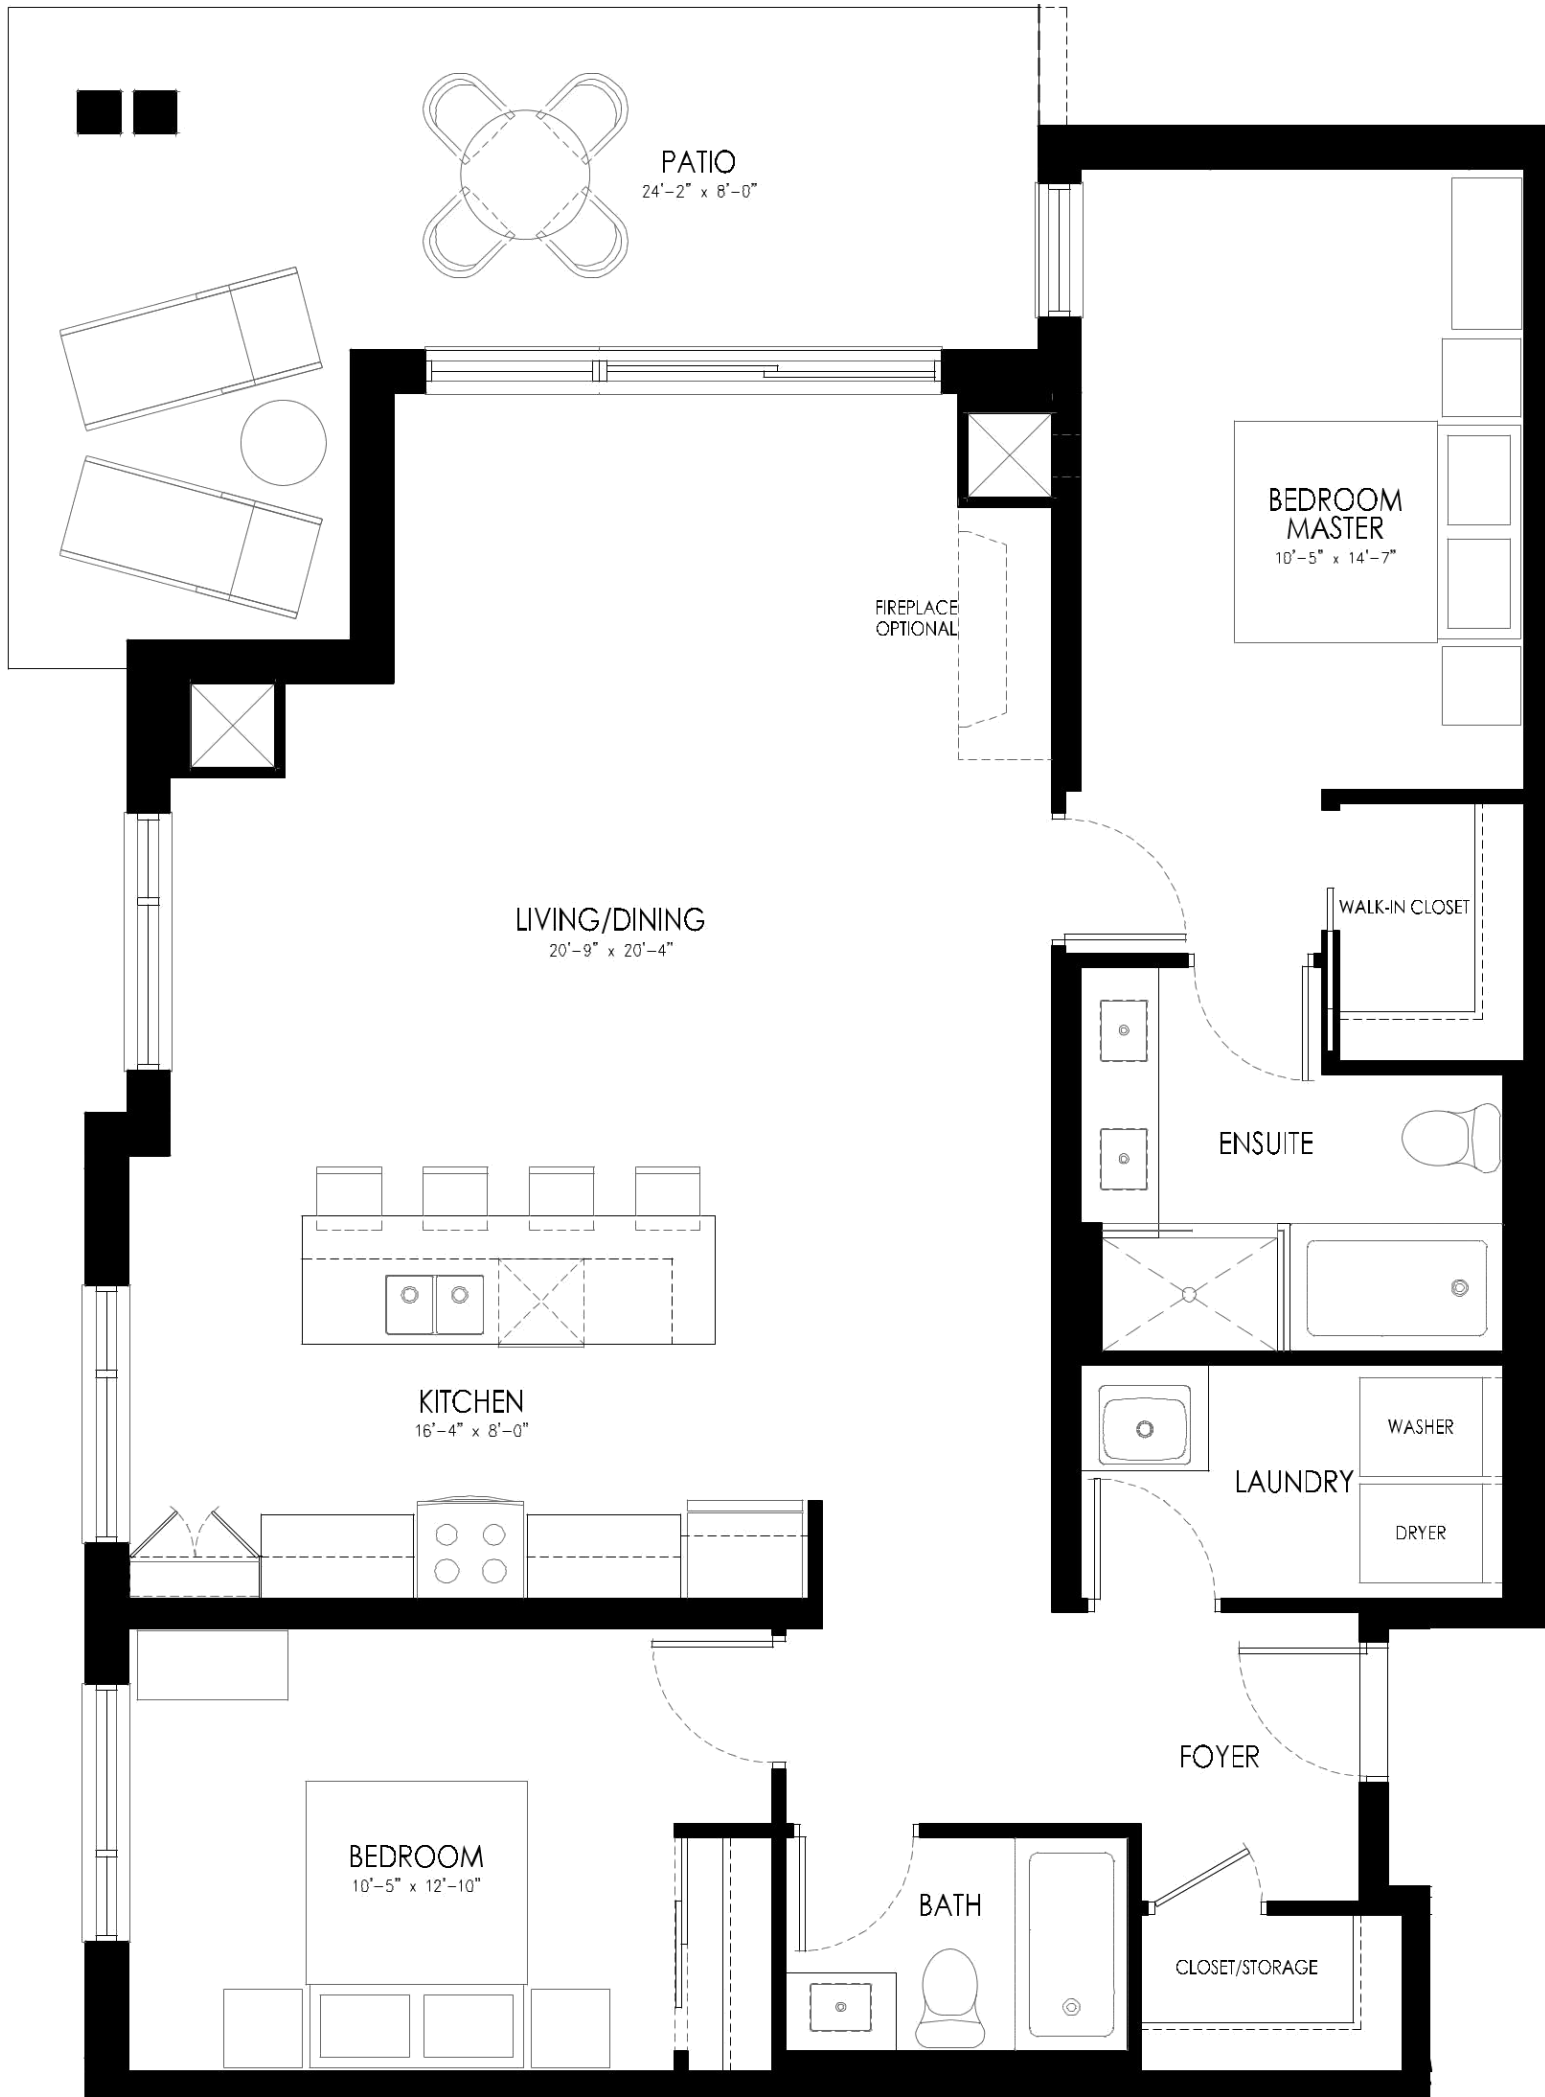 PATIO
24'-2" x 8'-0"
BEDROOM
MASTER
10'-5" x 14'-7"
FIREPLACE
OPTIONAL
WALK-IN CLOSET
LIVING/DINING
20'-9" x 20'-4"
ENSUITE
KITCHEN
16'-4" x 8'-0"
WASHER
LAUNDRY
DRYER
FOYER
BEDROOM
10'-5" x 12'-10"
BATH
CLOSET/STORAGE